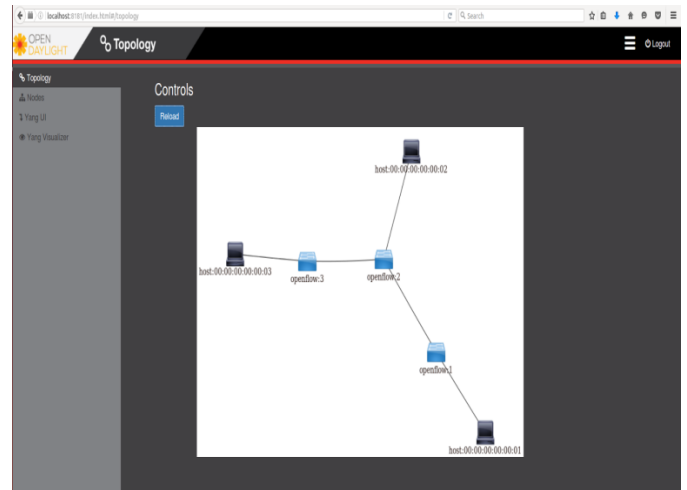 localhost:8181/index.html#/topology
Search
OPEN
DAYLIGHT
Topology
Logout
Topology
Nodes
Yang UI
Yang Visualizer
Controls
Reload
host:00:00:00:00:00:02
host:00:00:00:00:00:03
openflow:3
openflow:2
openflow:1
host:00:00:00:00:00:01